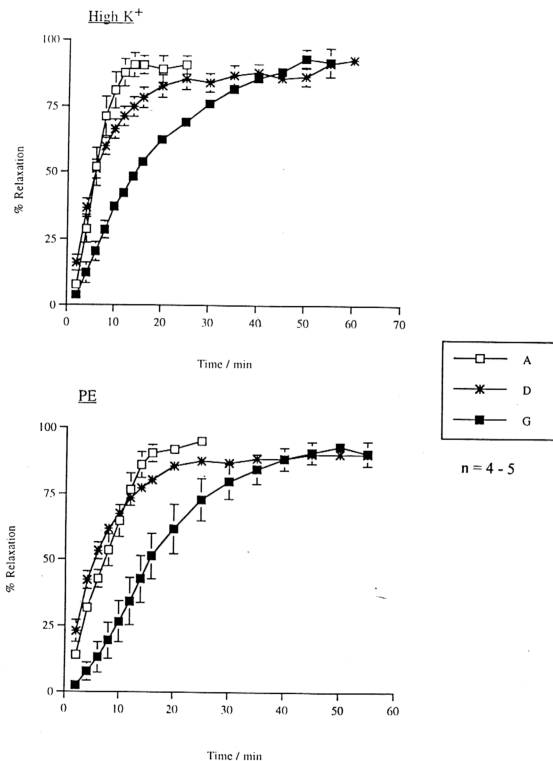 High K+
100
75
50
25
0
% Relaxation
0 10 20 30 40 50 60 70
Time / min
A
D
G
n = 4 - 5
PE
100
75
50
25
0
% Relaxation
0 10 20 30 40 50 60
Time / min